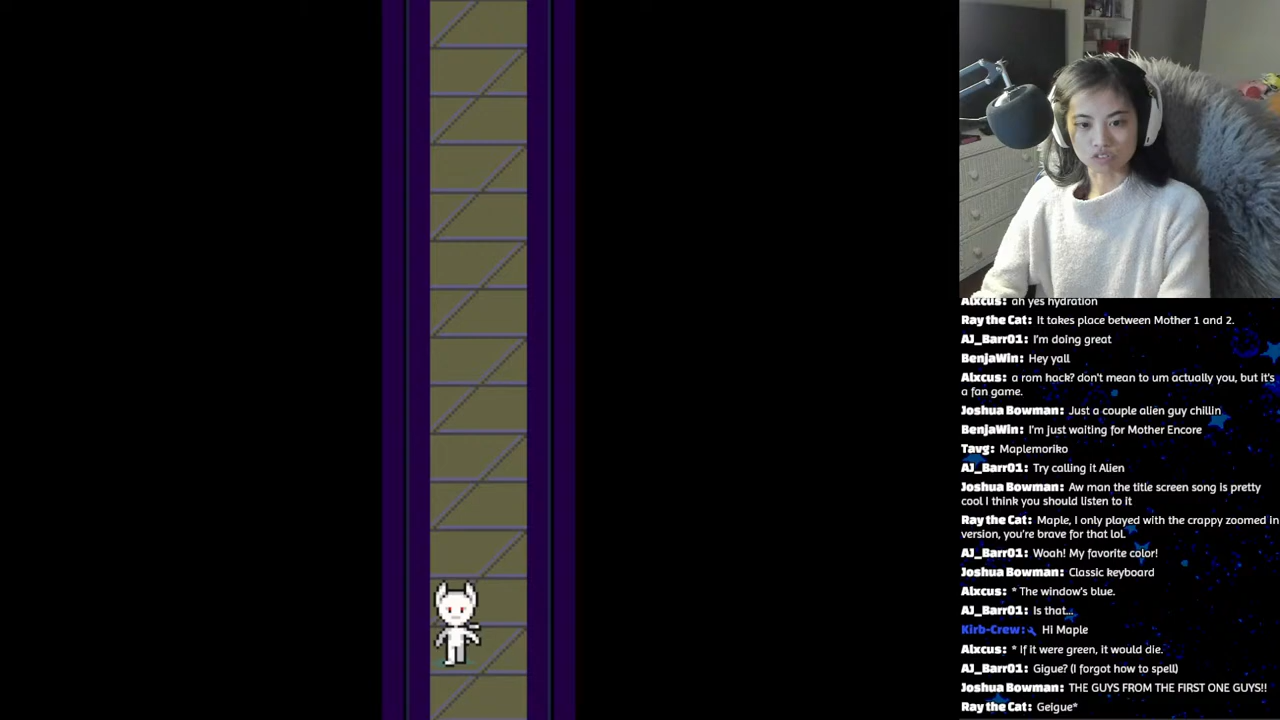 Alxcus: ah yes hydration
Ray the Cat: It takes place between Mother 1 and 2.
AJ_Barr01: I'm doing great
BenjaWin: Hey yall
Alxcus: a rom hack? don't mean to um actually you, but it's
a fan game.
Joshua Bowman: Just a couple alien guy chillin
BenjaWin: I'm just waiting for Mother Encore
Tavg: Maplemoriko
AJ_Barr01: Try calling it Alien
Joshua Bowman: Aw man the title screen song is pretty
cool I think you should listen to it
Ray the Cat: Maple, I only played with the crappy zoomed in
version, you're brave for that lol.
AJ_Barr01: Woah! My favorite color!
Joshua Bowman: Classic keyboard
Alxcus: * The window's blue.
AJ_Barr01: Is that...
Kirb-Crew: Hi Maple
Alxcus: * If it were green, it would die.
AJ_Barr01: Gigue? (I forgot how to spell)
Joshua Bowman: THE GUYS FROM THE FIRST ONE GUYS!!
Ray the Cat: Geigue*